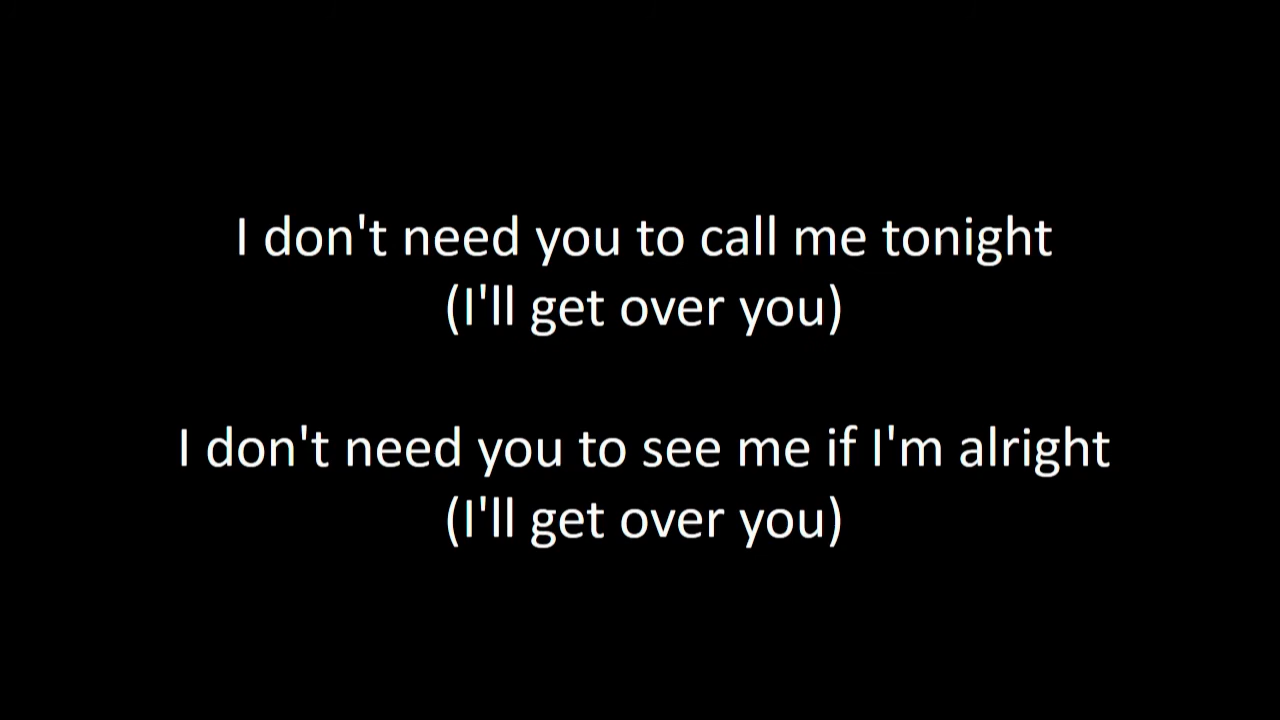 I don't need you to call me tonight
(I'll get over you)
I don't need you to see me if I'm alright
(I'll get over you)